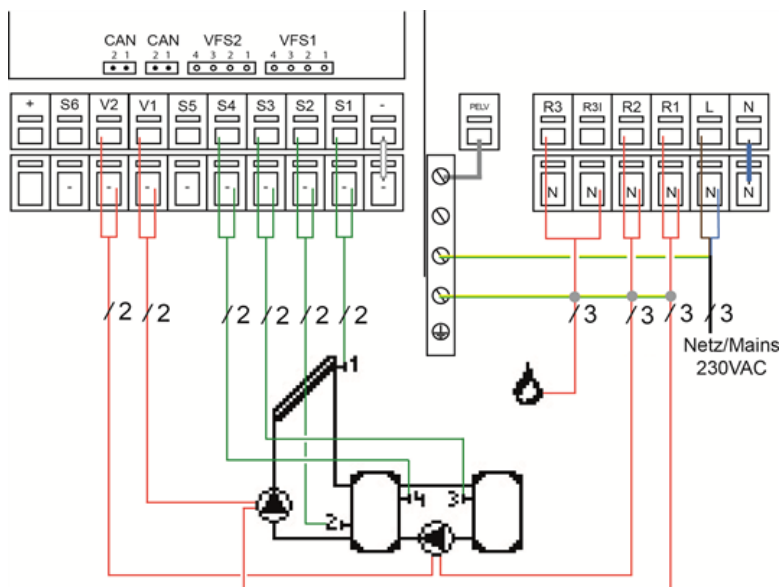 CAN CAN VFS2 VFS1
2 1 2 1 4 3 2 1 4 3 2 1
+ S6 V2 V1 S5 S4 S3 S2 S1 - PELV R3 R3I R2 R1 L N
- - - - - - - - - N N N N N N
/2 /2 /2 /2 /2 /2 /3 /3 /3 /3
Netz/Mains
230VAC
1
4 3
2